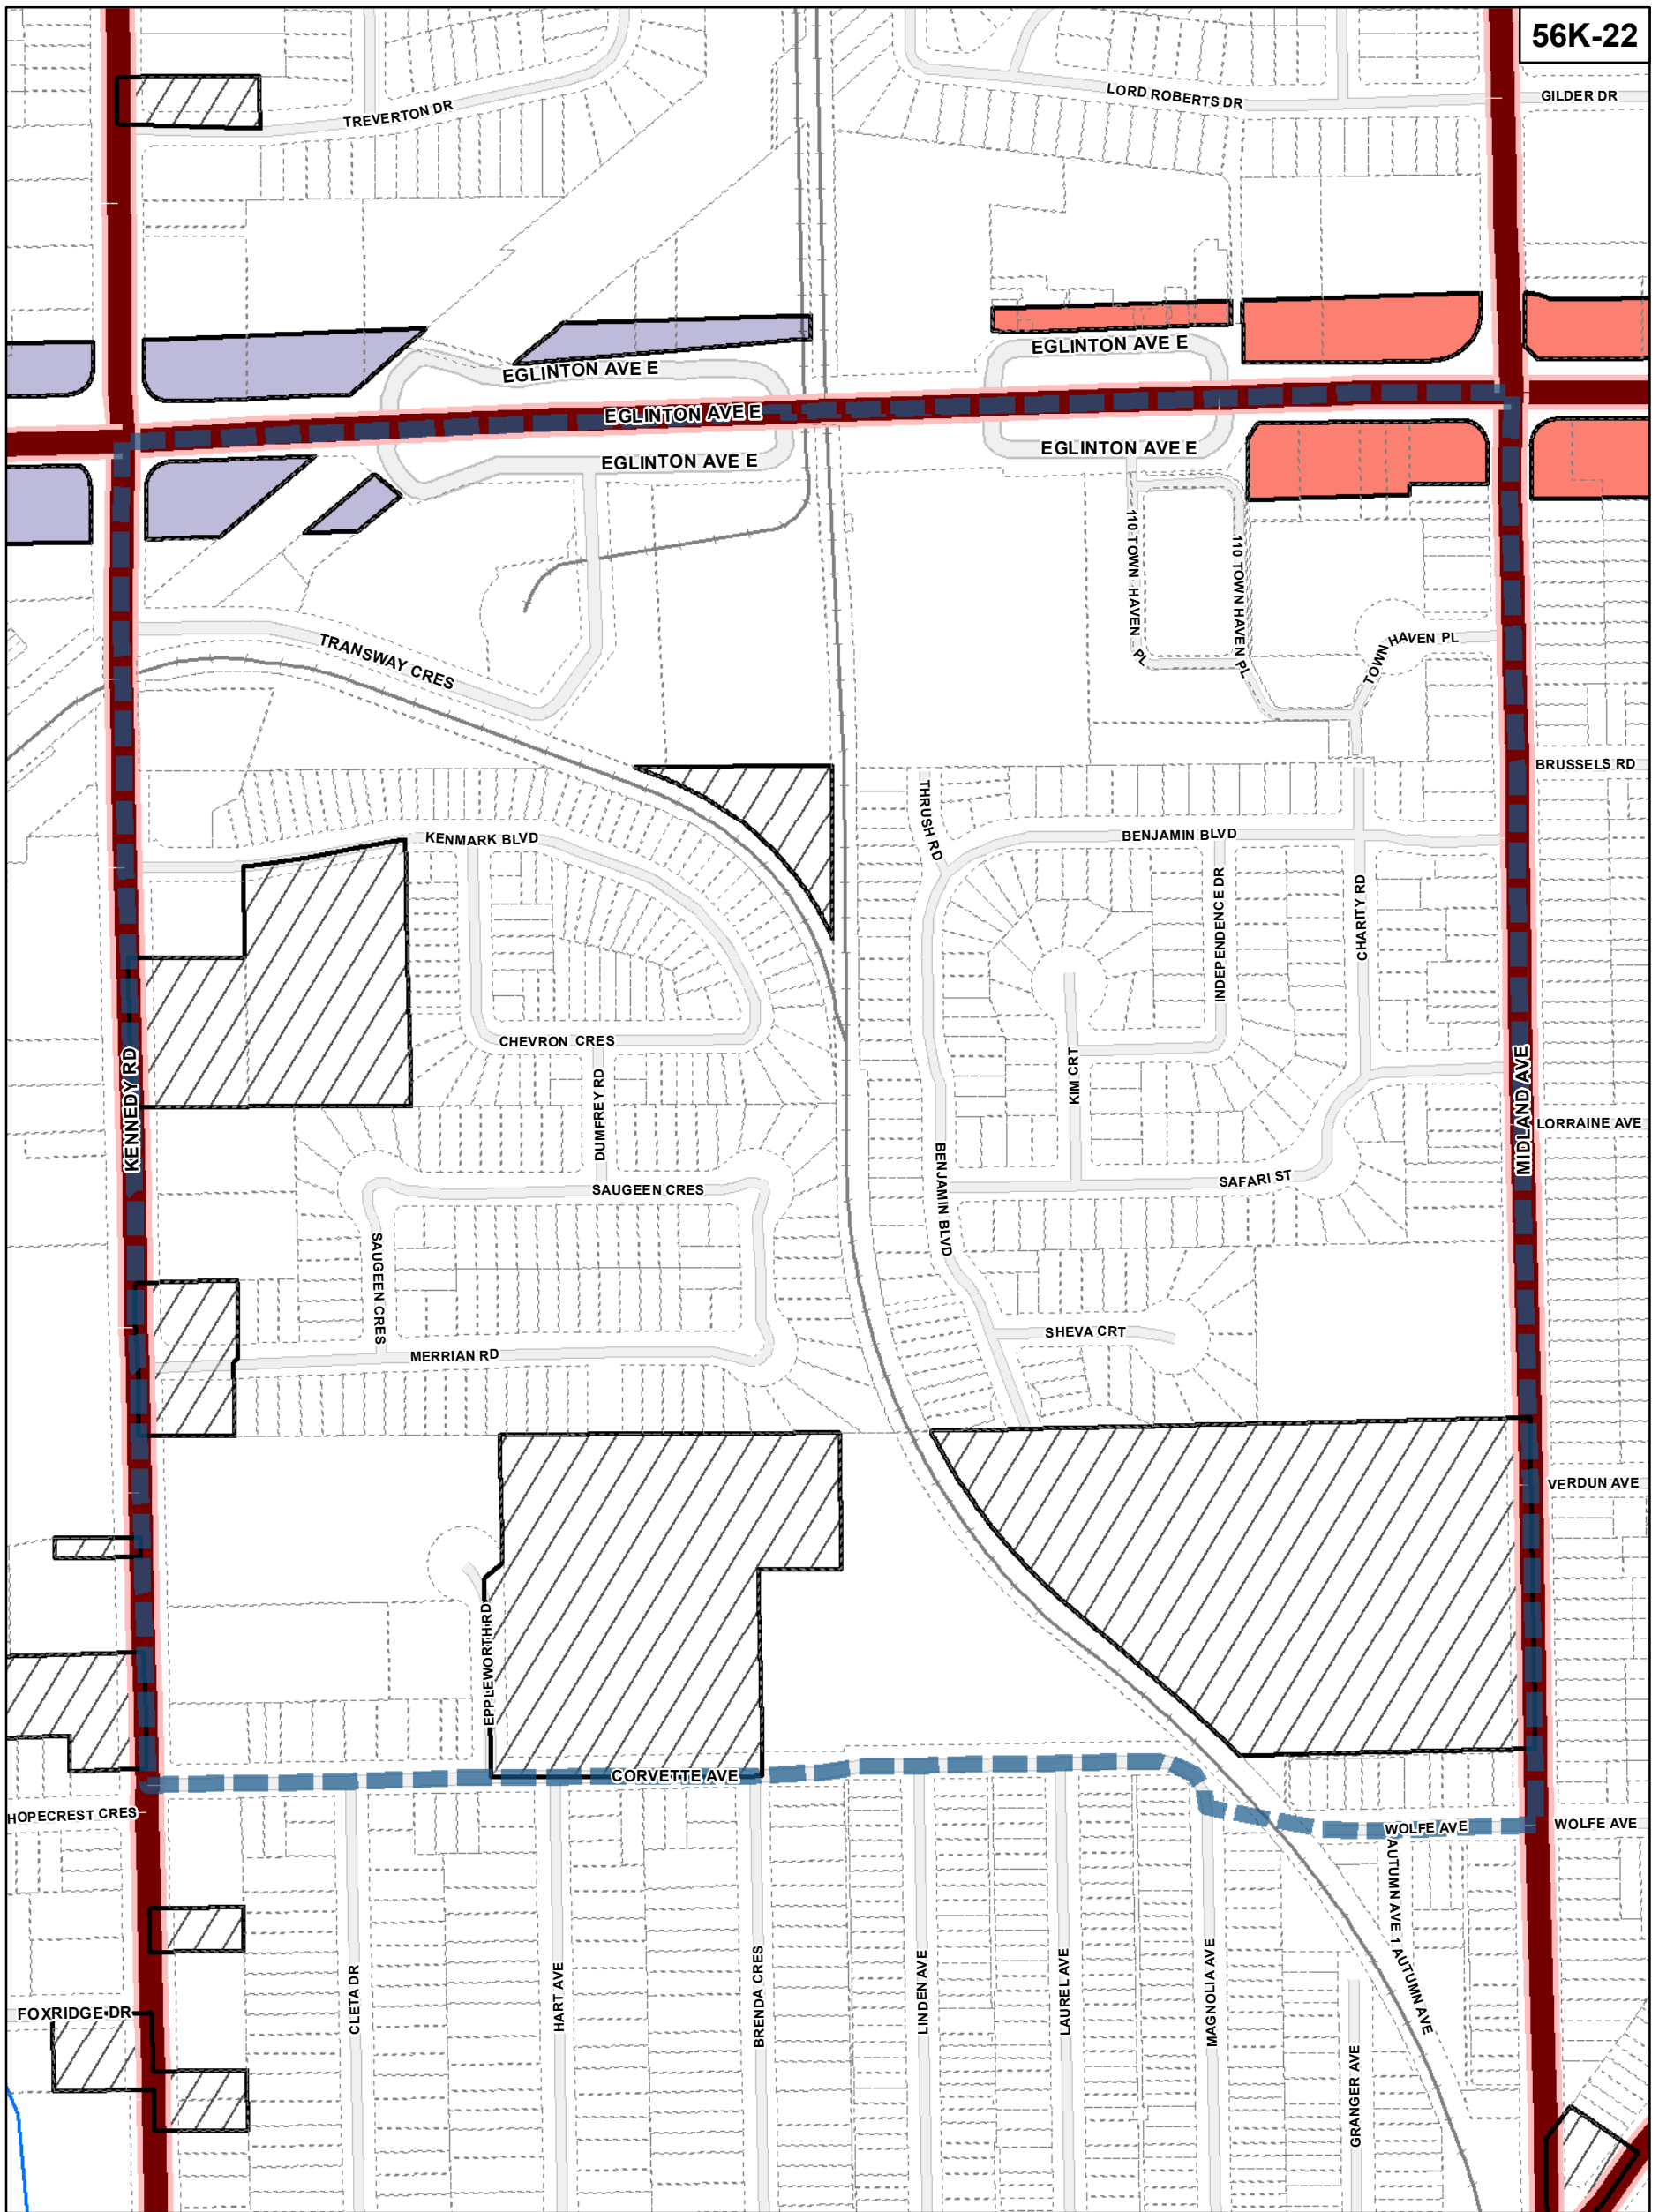 56K-22
TREVERTON DR
LORD ROBERTS DR
GILDER DR
EGLINTON AVE E
EGLINTON AVE E
EGLINTON AVE E
EGLINTON AVE E
EGLINTON AVE E
110 TOWN HAVEN PL
110 TOWN HAVEN PL
TOWN HAVEN PL
TRANSWAY CRES
BRUSSELS RD
THRUSH RD
KENMARK BLVD
BENJAMIN BLVD
INDEPENDENCE DR
CHARITY RD
CHEVRON CRES
KENNEDY RD
DUMFREY RD
KIM CRT
MIDLAND AVE
LORRAINE AVE
SAUGEEN CRES
BENJAMIN BLVD
SAFARI ST
SAUGEEN CRES
SHEVA CRT
MERRIAN RD
VERDUN AVE
EPPLEWORTH RD
CORVETTE AVE
HOPECREST CRES
WOLFE AVE
WOLFE AVE
AUTUMN AVE
1 AUTUMN AVE
FOXRIDGE DR
CLETA DR
HART AVE
BRENDA CRES
LINDEN AVE
LAUREL AVE
MAGNOLIA AVE
GRANGER AVE